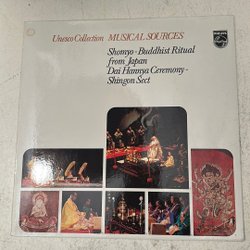 Unesco Collection MUSICAL SOURCES
PHILIPS
Shomyo - Buddhist Ritual
from Japan
Dai Hannya Ceremony -
Shingon Sect